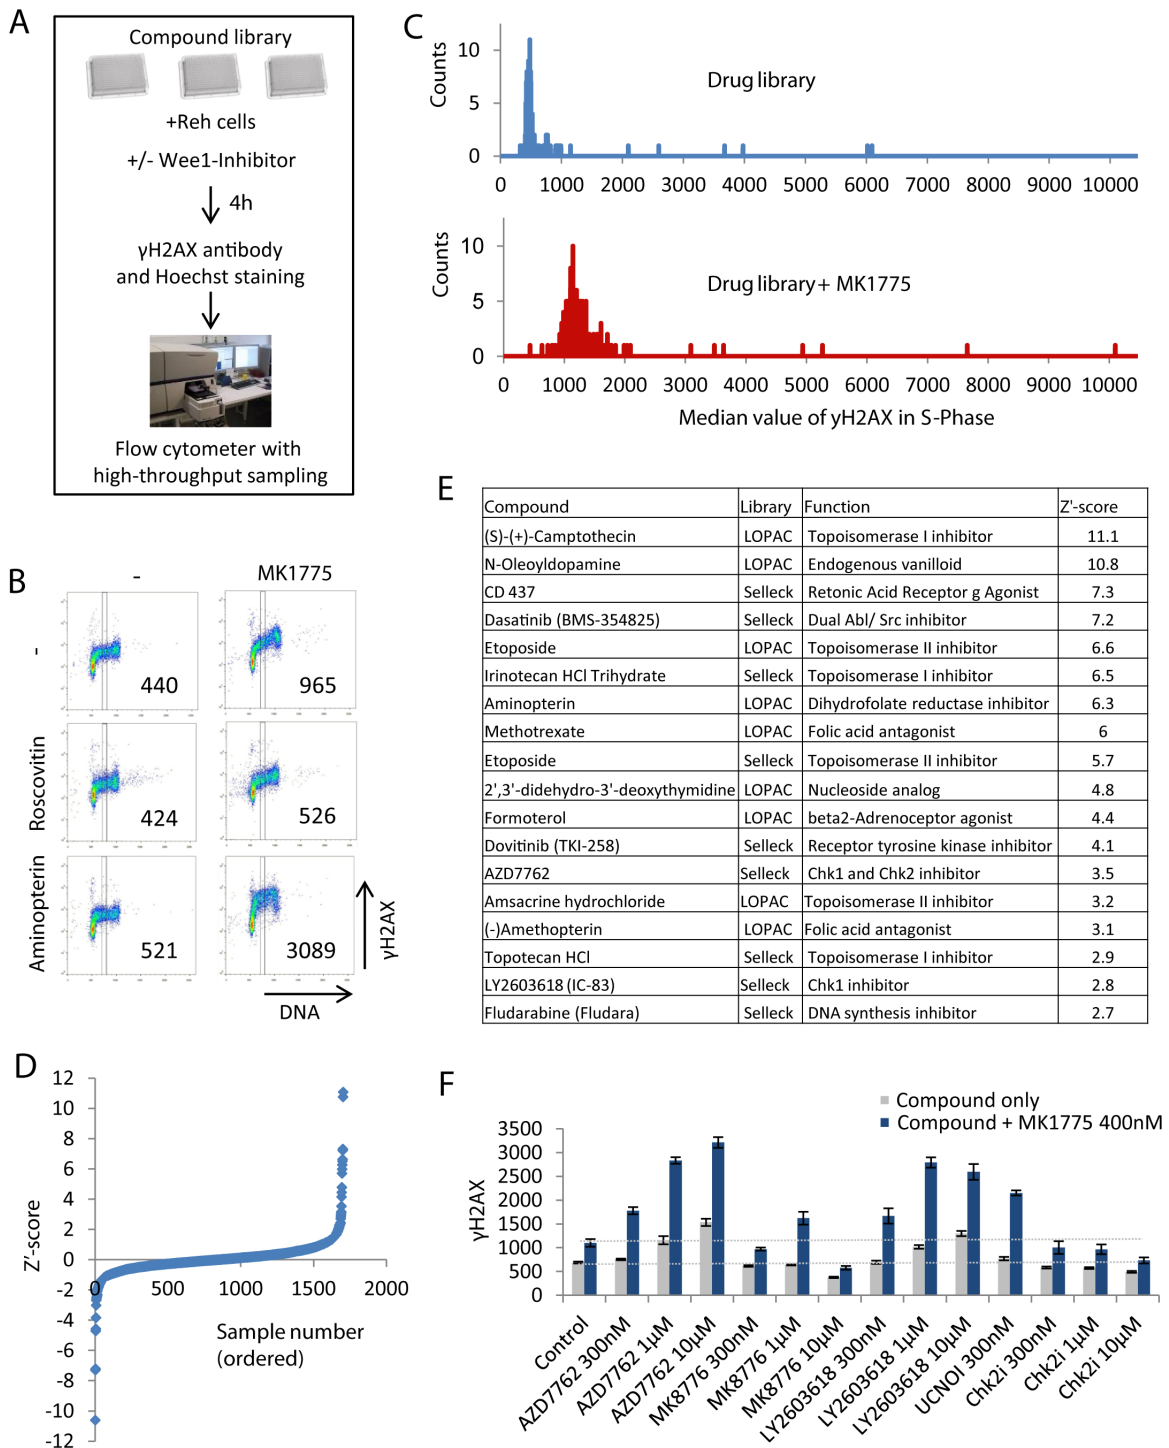 A
Compound library
+Reh cells
+/- Wee1-Inhibitor
4h
γH2AX antibody
and Hoechst staining
Flow cytometer with
high-throughput sampling
B
-
MK1775
-
440
965
Roscovitin
424
526
Aminopterin
521
3089
γH2AX
DNA
C
Counts
10
5
0
Drug library
0 1000 2000 3000 4000 5000 6000 7000 8000 9000 10000
Counts
10
5
0
Drug library + MK1775
0 1000 2000 3000 4000 5000 6000 7000 8000 9000 10000
Median value of γH2AX in S-Phase
D
Z'-score
12
10
8
6
4
2
0
-2
-4
-6
-8
-10
-12
0 500 1000 1500 2000
Sample number
(ordered)
E
Compound Library Function Z'-score
(S)-(+)-Camptothecin LOPAC Topoisomerase I inhibitor 11.1
N-Oleoyldopamine LOPAC Endogenous vanilloid 10.8
CD 437 Selleck Retonic Acid Receptor g Agonist 7.3
Dasatinib (BMS-354825) Selleck Dual Abl/ Src inhibitor 7.2
Etoposide LOPAC Topoisomerase II inhibitor 6.6
Irinotecan HCl Trihydrate Selleck Topoisomerase I inhibitor 6.5
Aminopterin LOPAC Dihydrofolate reductase inhibitor 6.3
Methotrexate LOPAC Folic acid antagonist 6
Etoposide Selleck Topoisomerase II inhibitor 5.7
2',3'-didehydro-3'-deoxythymidine LOPAC Nucleoside analog 4.8
Formoterol LOPAC beta2-Adrenoceptor agonist 4.4
Dovitinib (TKI-258) Selleck Receptor tyrosine kinase inhibitor 4.1
AZD7762 Selleck Chk1 and Chk2 inhibitor 3.5
Amsacrine hydrochloride LOPAC Topoisomerase II inhibitor 3.2
(-)Amethopterin LOPAC Folic acid antagonist 3.1
Topotecan HCl Selleck Topoisomerase I inhibitor 2.9
LY2603618 (IC-83) Selleck Chk1 inhibitor 2.8
Fludarabine (Fludara) Selleck DNA synthesis inhibitor 2.7
F
Compound only
Compound + MK1775 400nM
γH2AX
3500
3000
2500
2000
1500
1000
500
0
Control
AZD7762 300nM
AZD7762 1μM
AZD7762 10μM
MK8776 300nM
MK8776 1μM
MK8776 10μM
LY2603618 300nM
LY2603618 1μM
LY2603618 10μM
UCNOI 300nM
Chk2i 300nM
Chk2i 1μM
Chk2i 10μM